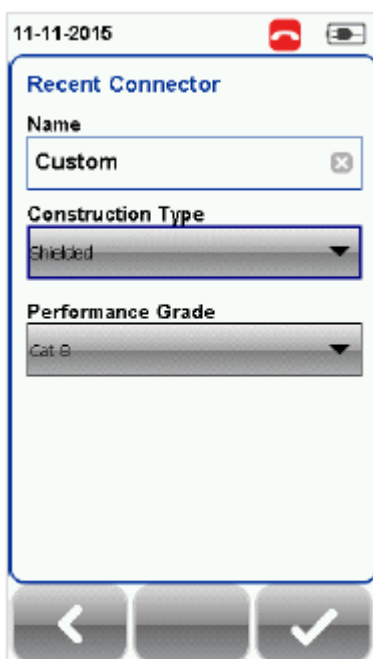 11-11-2015
Recent Connector
Name
Custom
Construction Type
Shielded
Performance Grade
Cat 8